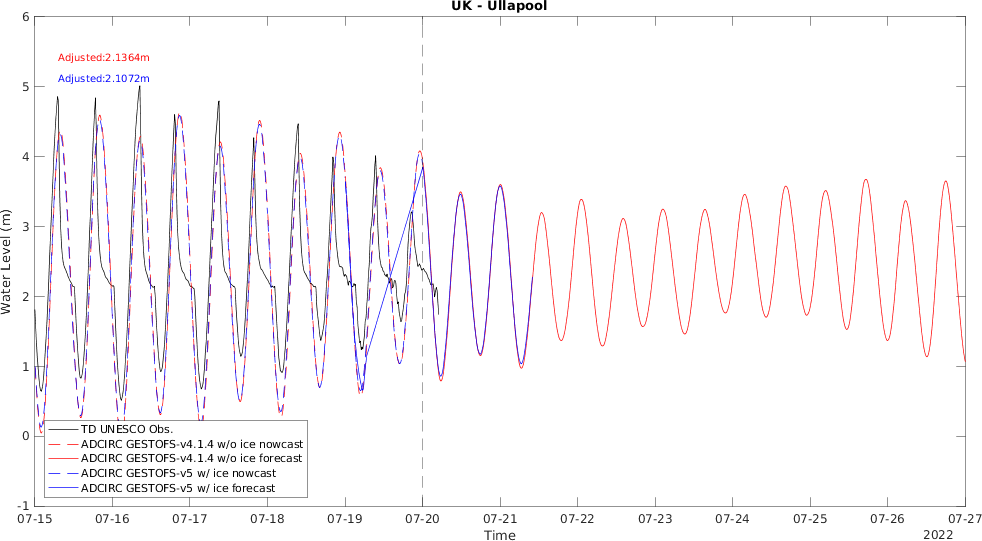 UK - Ullapool
6
5
4
3
2
1
0
-1
Water Level (m)
Adjusted:2.1364m
Adjusted:2.1072m
TD UNESCO Obs.
ADCIRC GESTOFS-v4.1.4 w/o ice nowcast
ADCIRC GESTOFS-v4.1.4 w/o ice forecast
ADCIRC GESTOFS-v5 w/ ice nowcast
ADCIRC GESTOFS-v5 w/ ice forecast
07-15 07-16 07-17 07-18 07-19 07-20 07-21 07-22 07-23 07-24 07-25 07-26 07-27
Time
2022